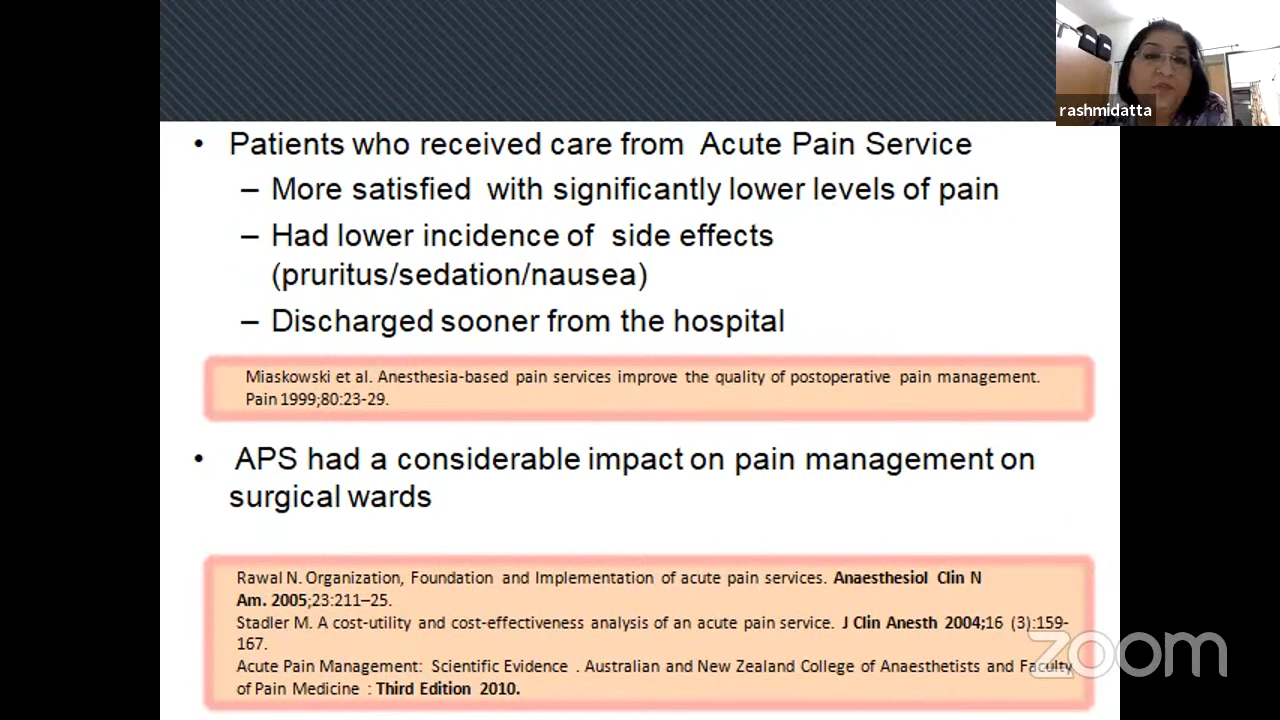 rashmidatta
• Patients who received care from Acute Pain Service
– More satisfied with significantly lower levels of pain
– Had lower incidence of side effects
(pruritus/sedation/nausea)
– Discharged sooner from the hospital
Miaskowski et al. Anesthesia-based pain services improve the quality of postoperative pain management.
Pain 1999;80:23-29.
• APS had a considerable impact on pain management on
surgical wards
Rawal N. Organization, Foundation and Implementation of acute pain services. Anaesthesiol Clin N
Am. 2005;23:211–25.
Stadler M. A cost-utility and cost-effectiveness analysis of an acute pain service. J Clin Anesth 2004;16 (3):159-
167.
Acute Pain Management: Scientific Evidence . Australian and New Zealand College of Anaesthetists and Faculty
of Pain Medicine : Third Edition 2010.
zoom